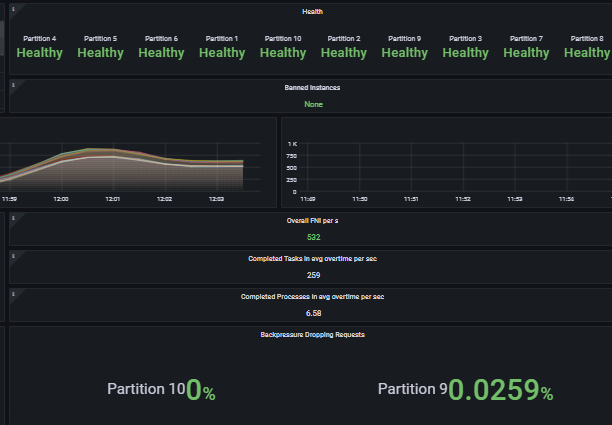 Health
Partition 4 Partition 5 Partition 6 Partition 1 Partition 10 Partition 2 Partition 9 Partition 3 Partition 7 Partition 8
Healthy Healthy Healthy Healthy Healthy Healthy Healthy Healthy Healthy Healthy
Banned Instances
None
1 K
750
500
250
0
11:59 12:00 12:01 12:02 12:03
11:49 11:50 11:51 11:52 11:53 11:54
Overall FNI per s
532
Completed Tasks in avg overtime per sec
259
Completed Processes in avg overtime per sec
6.58
Backpressure Dropping Requests
Partition 10 0% Partition 9 0.0259%